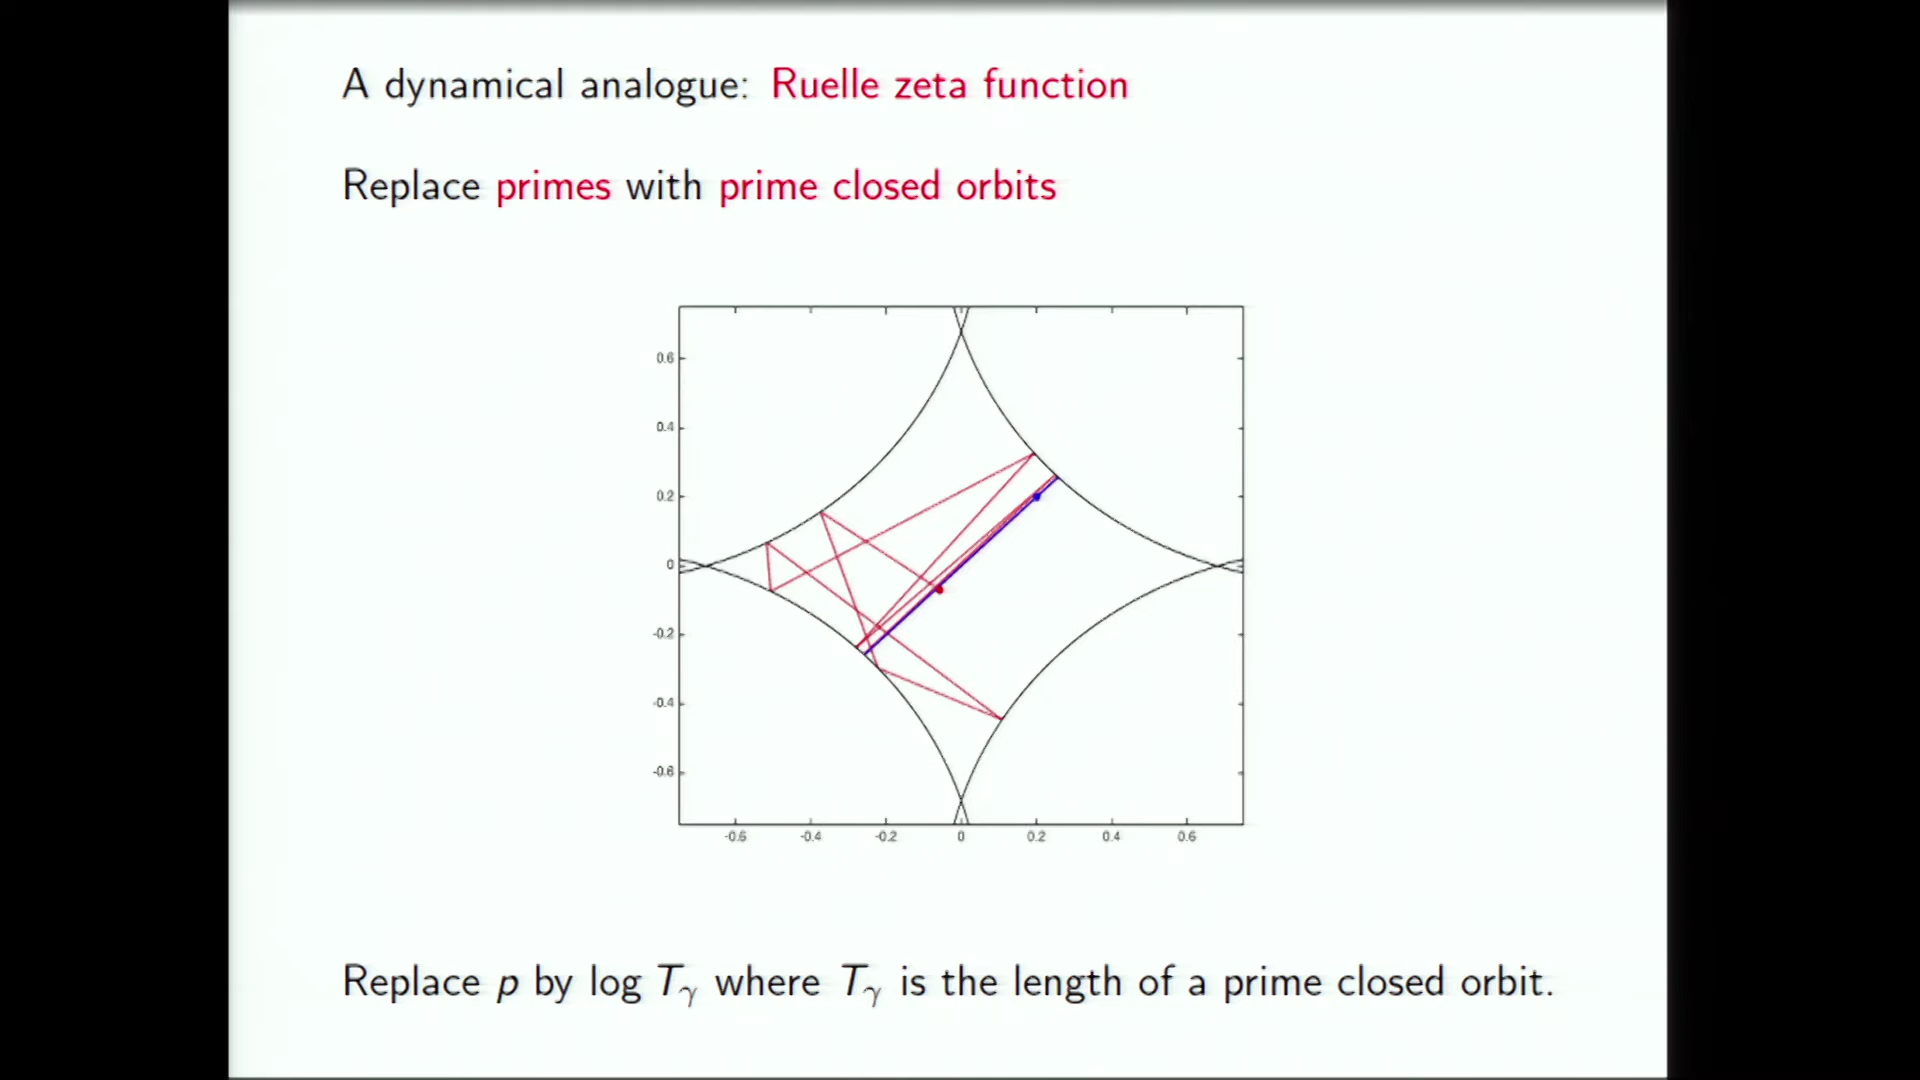 A dynamical analogue: Ruelle zeta function
Replace primes with prime closed orbits
0.6
0.4
0.2
0
-0.2
-0.4
-0.6
-0.6 -0.4 -0.2 0 0.2 0.4 0.6
Replace p by log Tγ where Tγ is the length of a prime closed orbit.